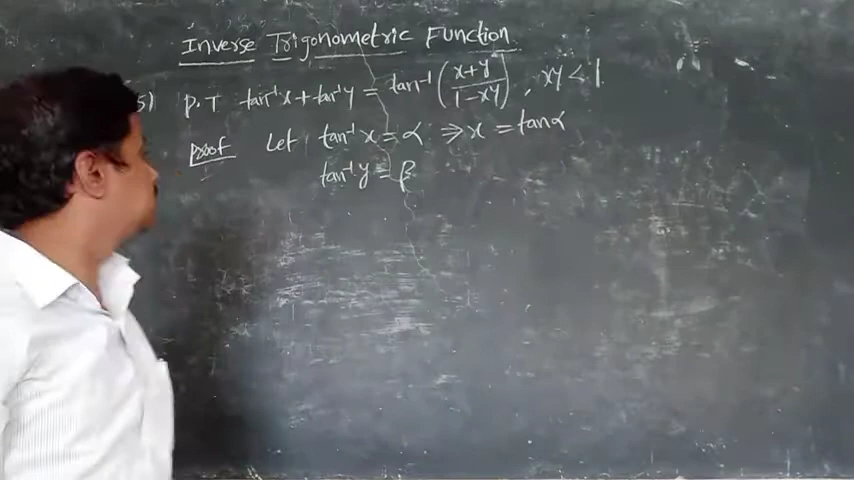 Inverse Trigonometric Function
5) P.T tan⁻¹x + tan⁻¹y = tan⁻¹(x+y / 1-xy), xy < 1
Proof Let tan⁻¹x = α ⇒ x = tanα
tan⁻¹y = β